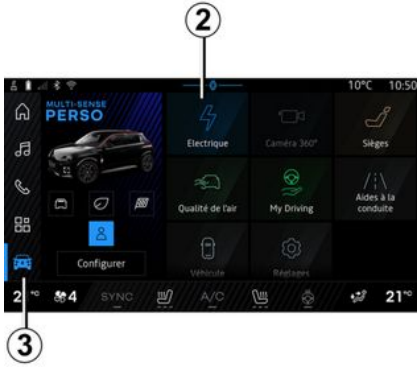 2
10°C 10:50
MULTI-SENSE
PERSO
Electrique
Caméra 360°
Sièges
Qualité de l'air
My Driving
Aides à la
conduite
Configurer
Véhicule
Réglages
4 SYNC A/C 21°C
3